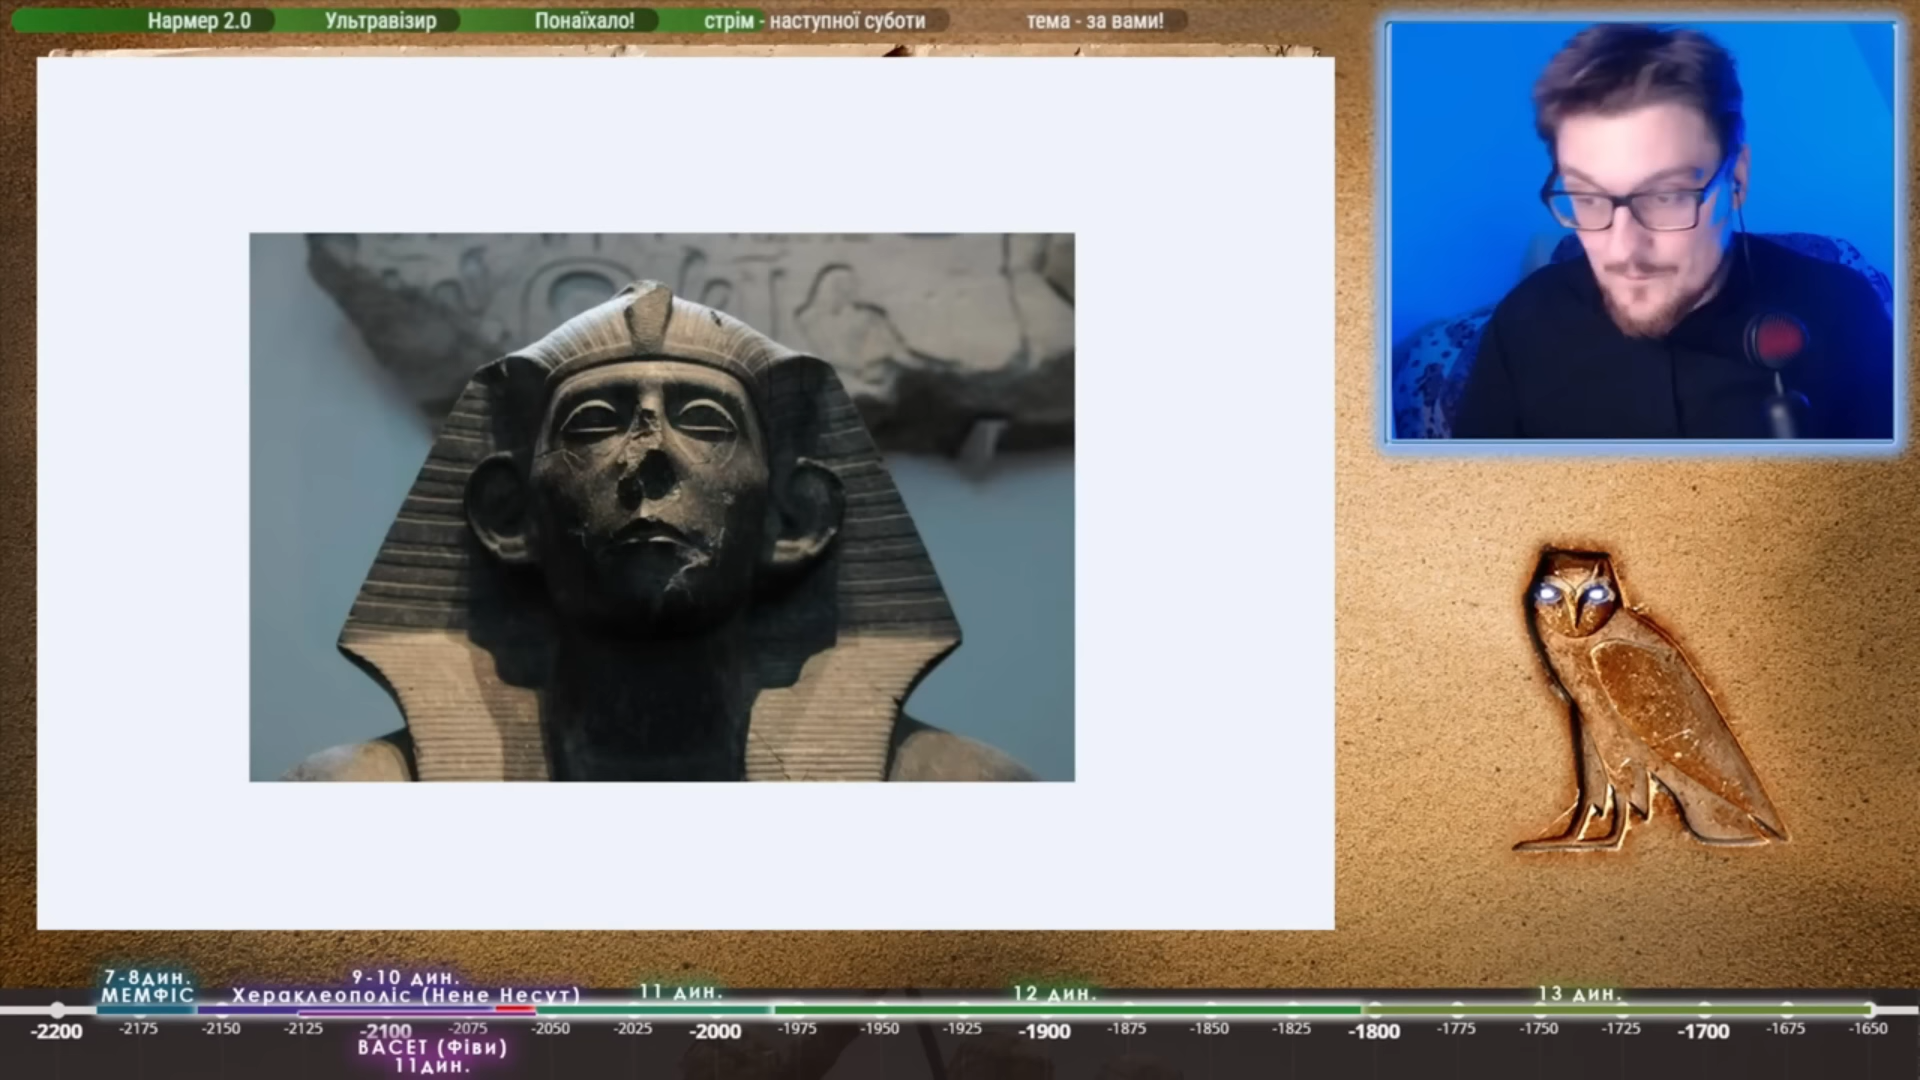 Нармер 2.0
Ультравізир
Понаїхало!
стрім - наступної суботи
тема - за вами!
7-8дин.
МЕМФІС
9-10 дин.
Хераклеополіс (Нене Несут)
11 дин.
12 дин.
13 дин.
-2200 -2175 -2150 -2125 -2100 -2075 -2050 -2025 -2000 -1975 -1950 -1925 -1900 -1875 -1850 -1825 -1800 -1775 -1750 -1725 -1700 -1675 -1650
ВАСЕТ (Фіви)
11дин.